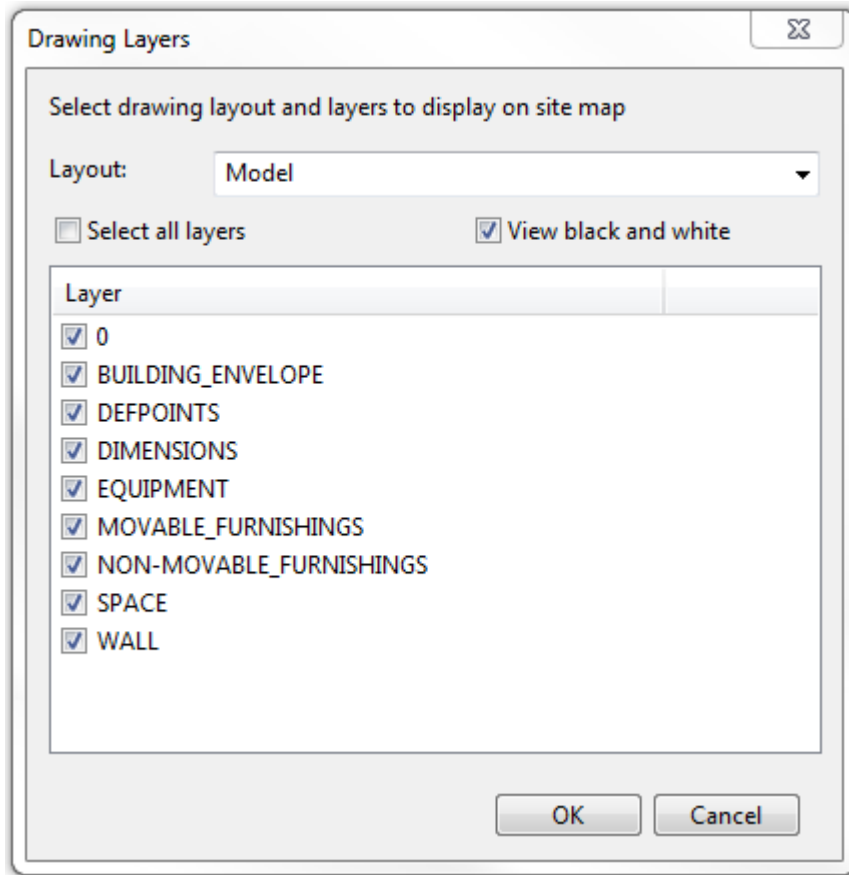 Drawing Layers
Select drawing layout and layers to display on site map
Layout: Model
Select all layers View black and white
Layer
0
BUILDING_ENVELOPE
DEFPOINTS
DIMENSIONS
EQUIPMENT
MOVABLE_FURNISHINGS
NON-MOVABLE_FURNISHINGS
SPACE
WALL
OK Cancel